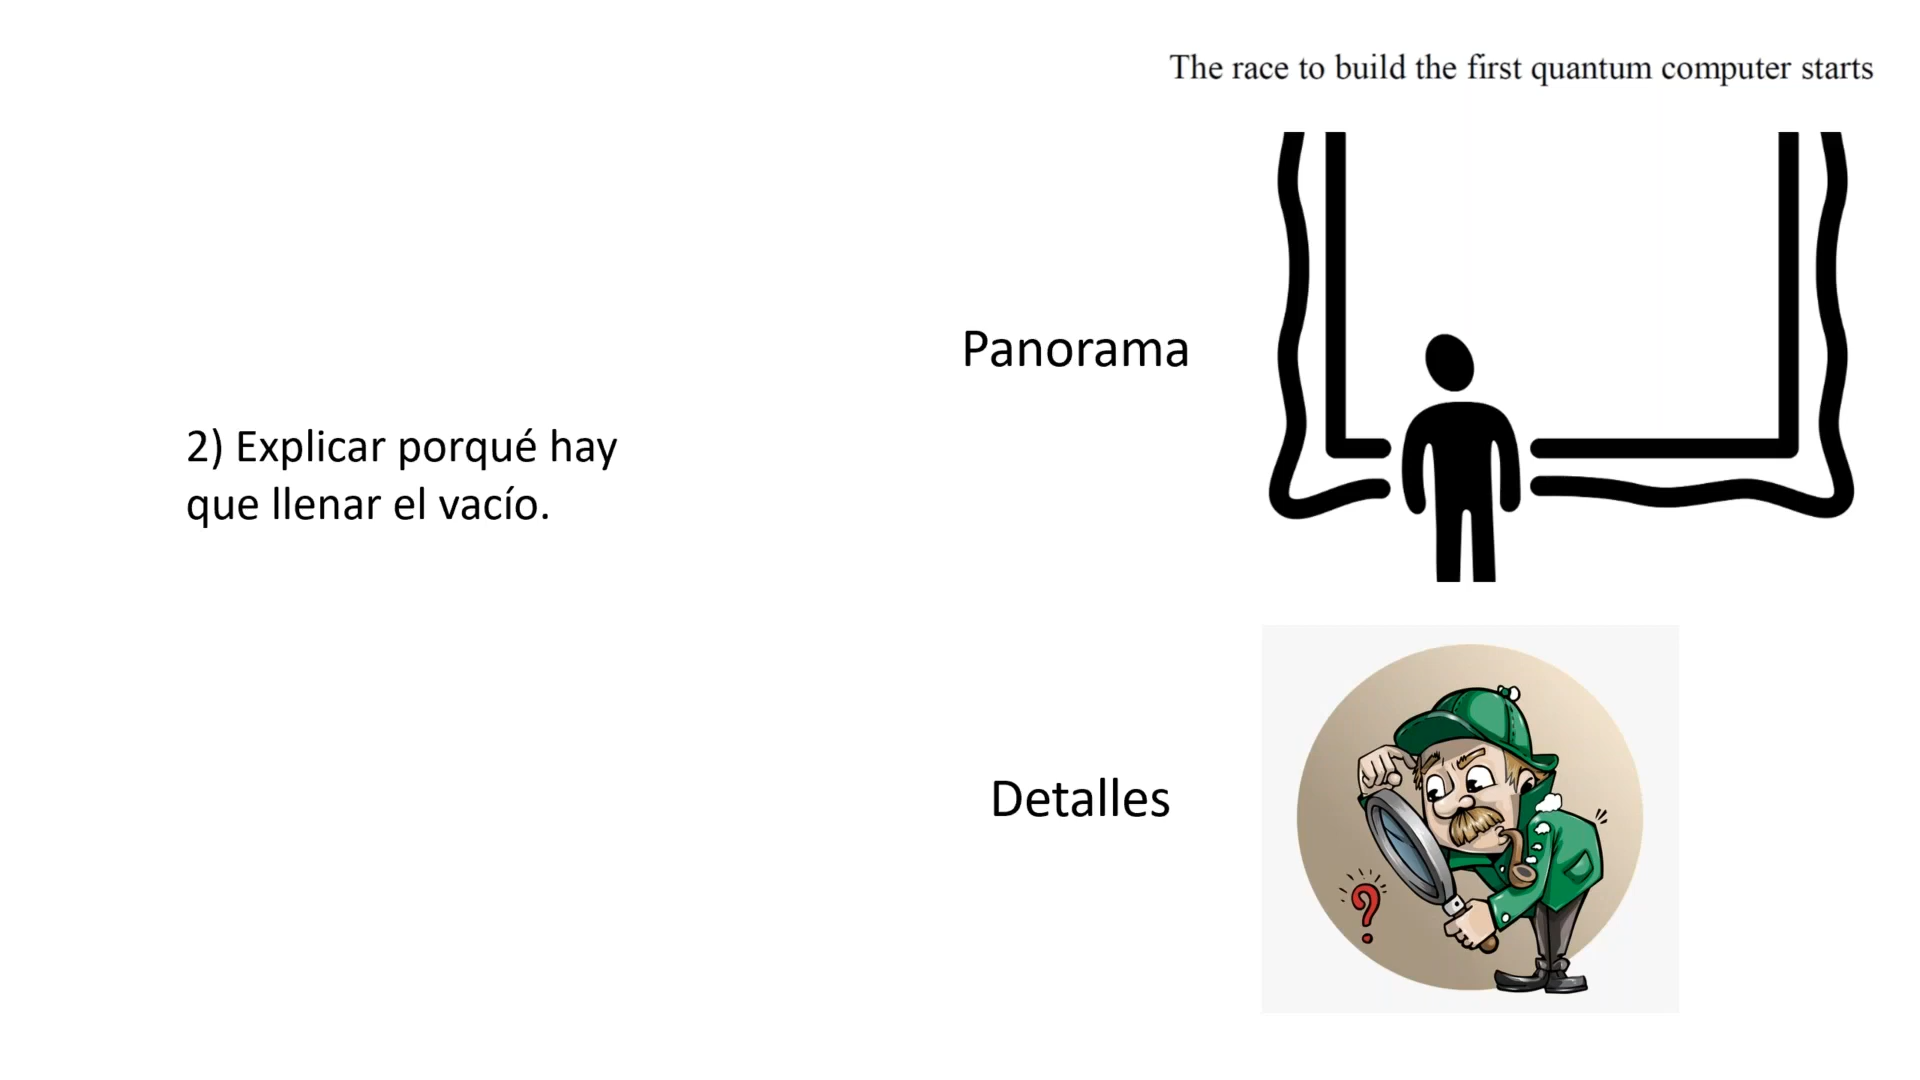 The race to build the first quantum computer starts
Panorama
2) Explicar porqué hay
que llenar el vacío.
Detalles
?